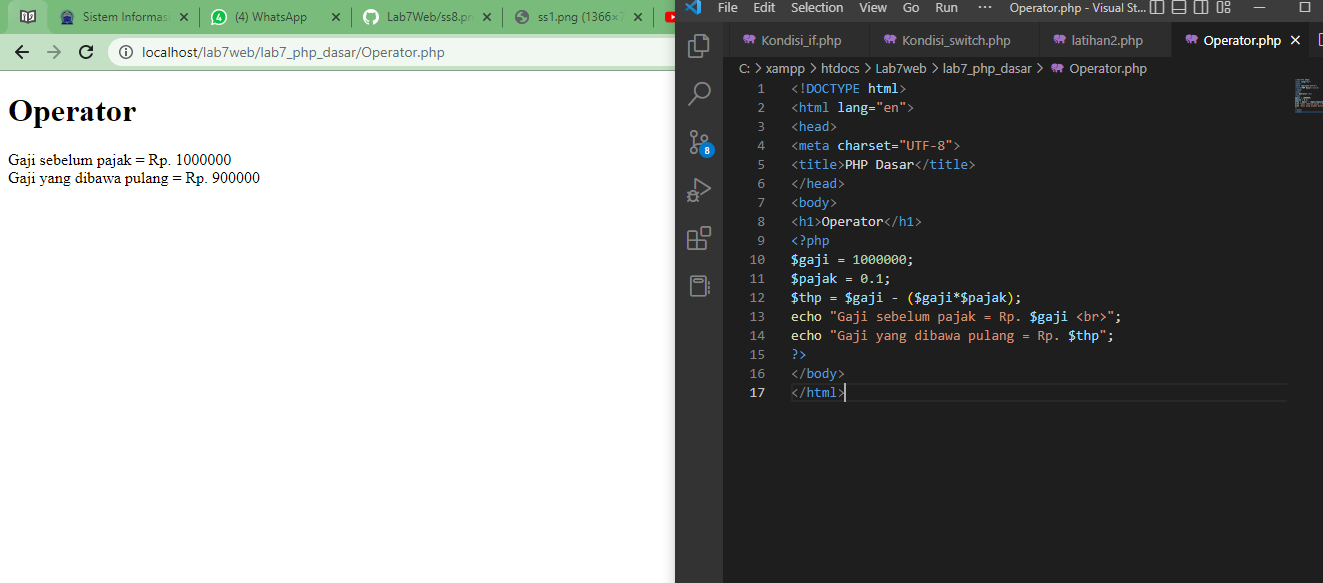 Sistem Informas
(4) WhatsApp
Lab7Web/ss8.pn
ss1.png (1366×7
localhost/lab7web/lab7_php_dasar/Operator.php
Operator
Gaji sebelum pajak = Rp. 1000000
Gaji yang dibawa pulang = Rp. 900000
File Edit Selection View Go Run ··· Operator.php - Visual St...
Kondisi_if.php Kondisi_switch.php latihan2.php Operator.php
C: > xampp > htdocs > Lab7web > lab7_php_dasar > Operator.php
8
1 <!DOCTYPE html>
2 <html lang="en">
3 <head>
4 <meta charset="UTF-8">
5 <title>PHP Dasar</title>
6 </head>
7 <body>
8 <h1>Operator</h1>
9 <?php
10 $gaji = 1000000;
11 $pajak = 0.1;
12 $thp = $gaji - ($gaji*$pajak);
13 echo "Gaji sebelum pajak = Rp. $gaji <br>";
14 echo "Gaji yang dibawa pulang = Rp. $thp";
15 ?>
16 </body>
17 </html>